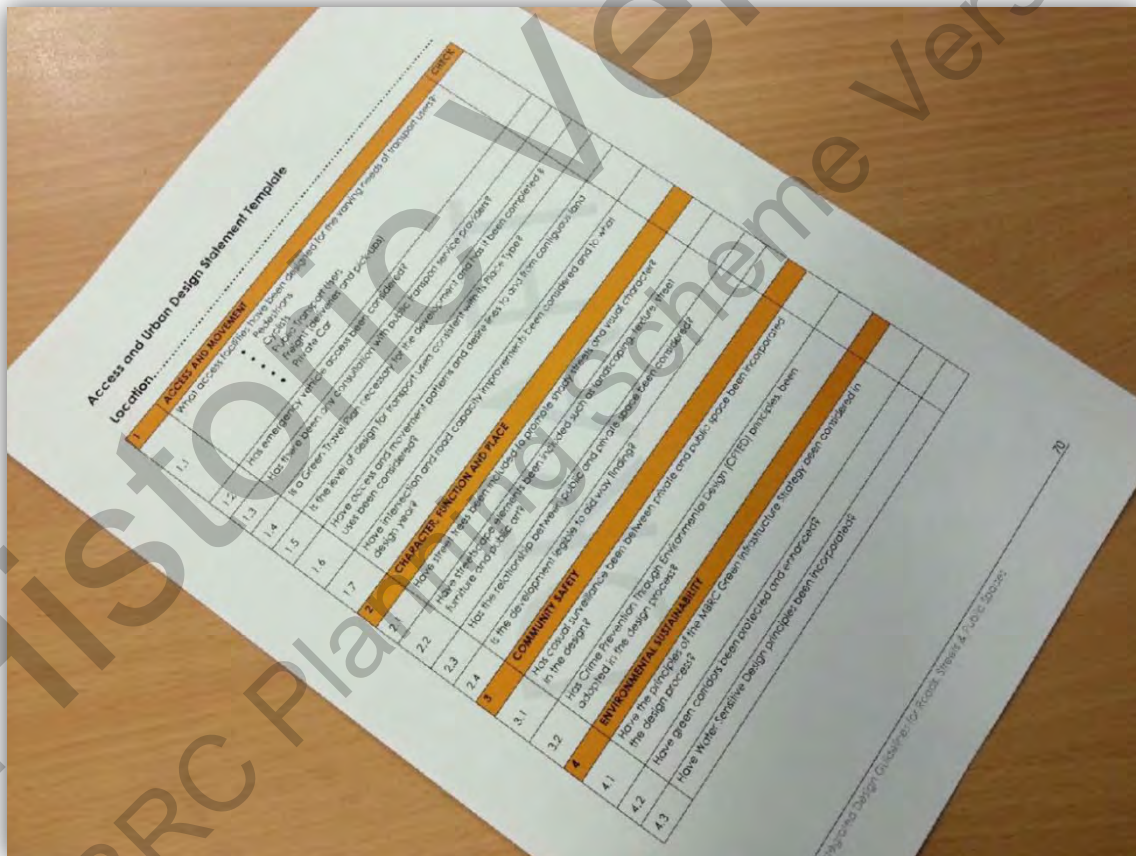 Access and Urban Design Statement Template
Location
1 ACCESS AND MOVEMENT CHECK
1.1 What access facilities have been designed for the varying needs of transport users?
• Pedestrians
• Cyclists
• Public Transport Users
• Freight (deliveries and pick-ups)
• Private Car
1.2 Has emergency vehicle access been considered?
1.3 Has there been any consultation with public transport service providers?
1.4 Is a Green Travel Plan necessary for the development and has it been completed?
1.5 Is the level of design for transport uses consistent with its Place Type?
1.6 Have access and movement patterns and desire lines to and from contiguous land
uses been considered?
1.7 Have intersection and road capacity improvements been considered and to what
design year?
2 CHARACTER, FUNCTION AND PLACE
2.1 Have street trees been included to promote shady streets and visual character?
2.2 Have streetscape elements been included such as landscaping texture street
furniture and public art?
2.3 Has the relationship between public and private space been considered?
2.4 Is the development legible to aid way finding?
3 COMMUNITY SAFETY
3.1 Has casual surveillance been between private and public space been incorporated
in the design?
3.2 Has Crime Prevention Through Environmental Design (CPTED) principles been
adopted in the design process?
4 ENVIRONMENTAL SUSTAINABILITY
4.1 Have the principles of the MBRC Green Infrastructure Strategy been considered in
the design process?
4.2 Have green corridors been protected and enhanced?
4.3 Have Water Sensitive Design principles been incorporated?
Integrated Design Guidelines for Roads, Streets & Public Spaces
70